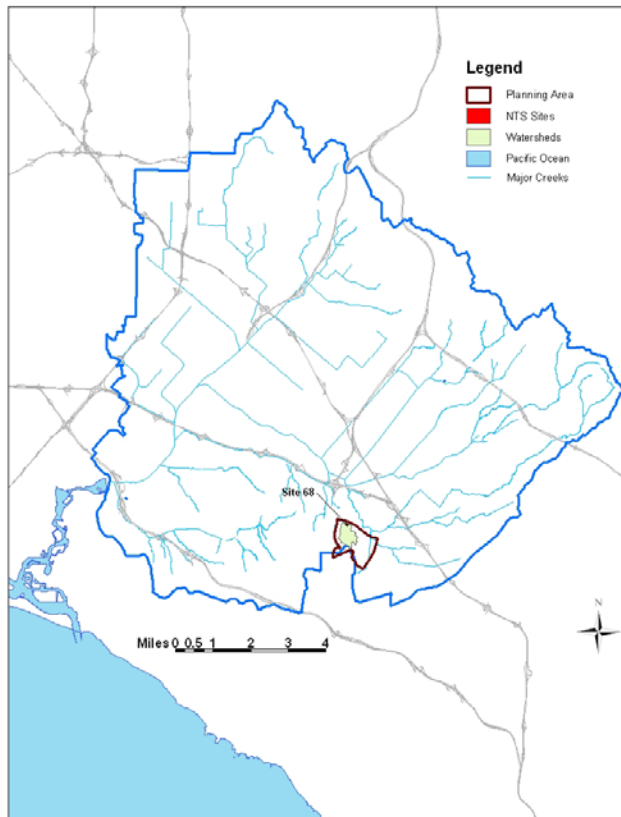 Legend
Planning Area
NTS Sites
Watersheds
Pacific Ocean
Major Creeks
Site 68
N
Miles 0 0.5 1 2 3 4